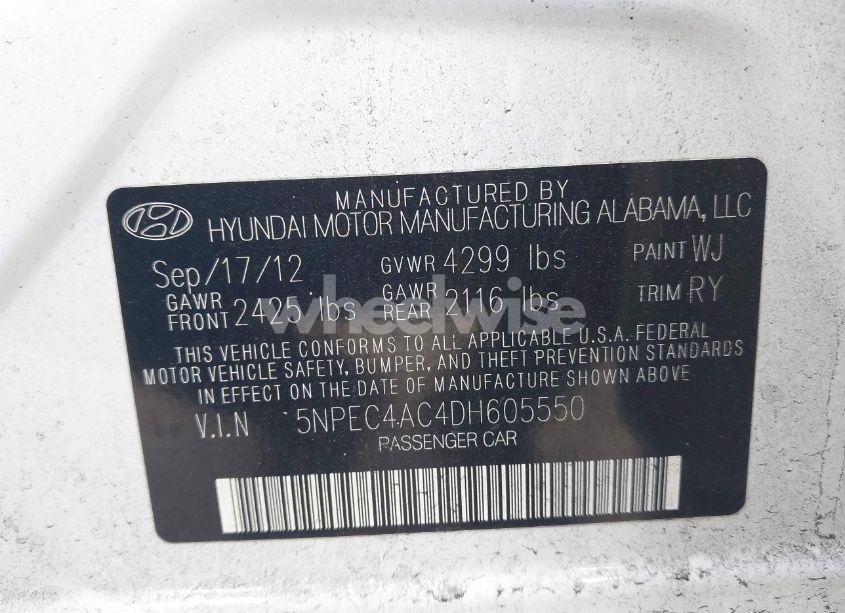 MANUFACTURED BY
HYUNDAI MOTOR MANUFACTURING ALABAMA, LLC
Sep/17/12 GVWR 4299 lbs PAINT WJ
GAWR FRONT 2425 lbs GAWR REAR 2116 lbs TRIM RY
wheelwise
THIS VEHICLE CONFORMS TO ALL APPLICABLE U.S.A. FEDERAL
MOTOR VEHICLE SAFETY, BUMPER, AND THEFT PREVENTION STANDARDS
IN EFFECT ON THE DATE OF MANUFACTURE SHOWN ABOVE
V.I.N 5NPEC4AC4DH605550
PASSENGER CAR